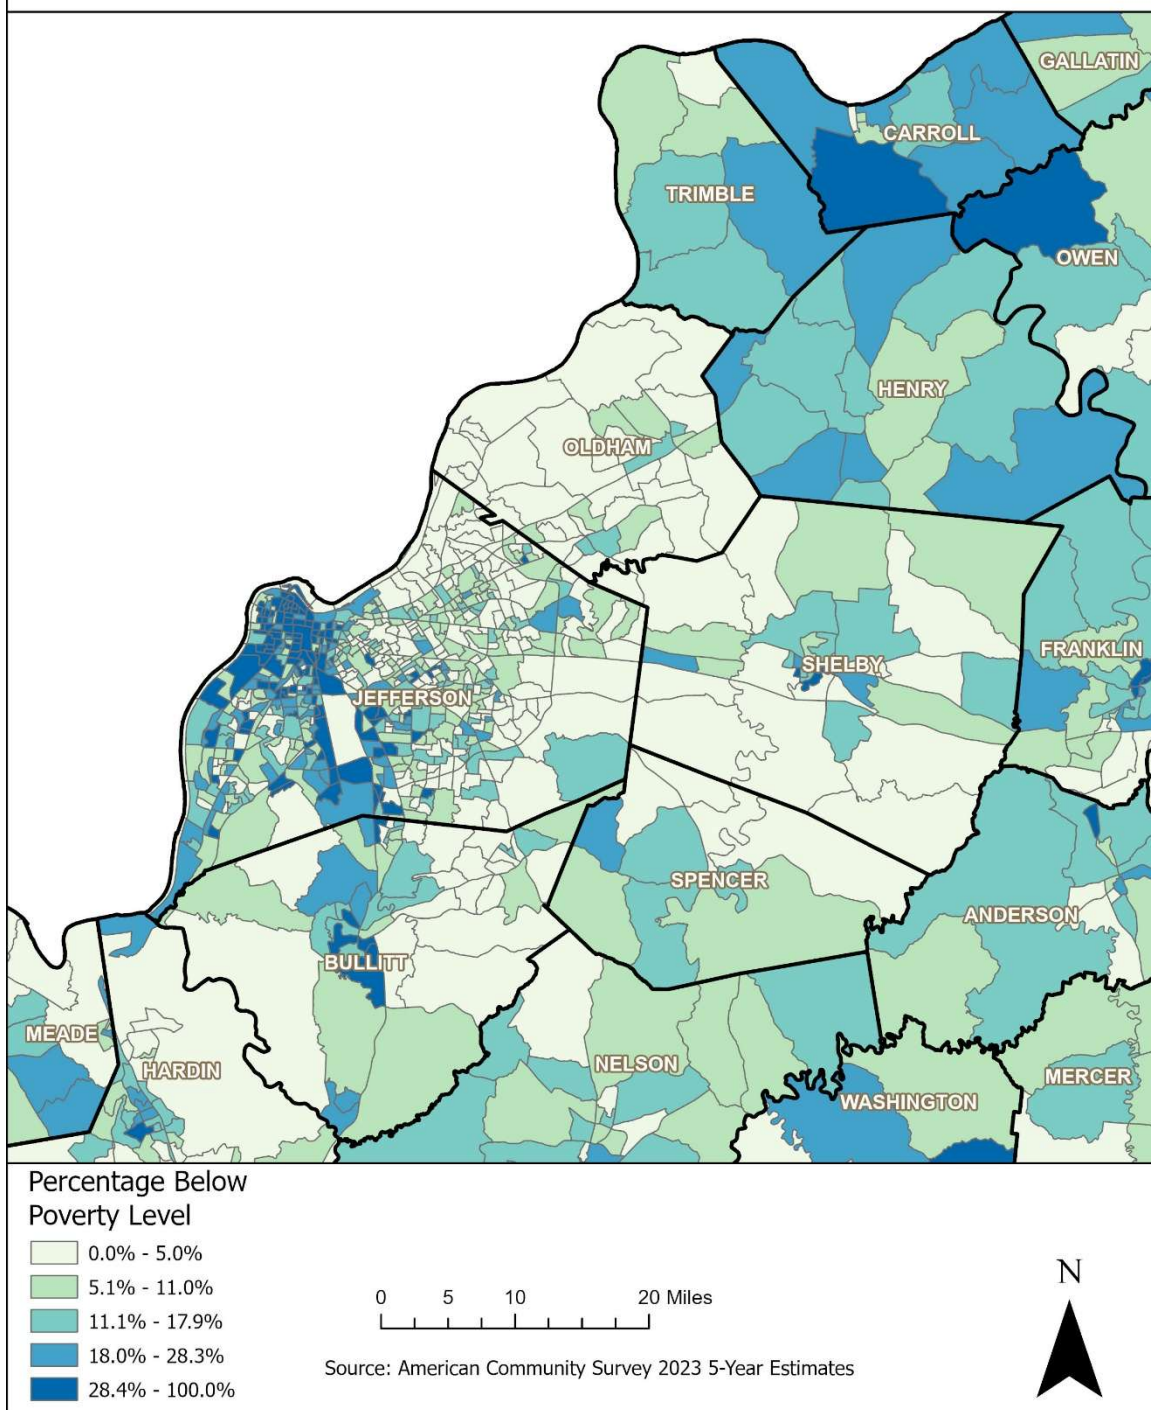 GALLATIN
CARROLL
TRIMBLE
OWEN
HENRY
OLDHAM
FRANKLIN
SHELBY
JEFFERSON
SPENCER
ANDERSON
BULLITT
MEADE
HARDIN
NELSON
MERCER
WASHINGTON
Percentage Below
Poverty Level
0.0% - 5.0%
5.1% - 11.0%
11.1% - 17.9%
18.0% - 28.3%
28.4% - 100.0%
0 5 10 20 Miles
Source: American Community Survey 2023 5-Year Estimates
N